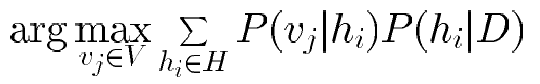 arg max_{v_j∈V} ∑_{h_i∈H} P(v_j|h_i)P(h_i|D)